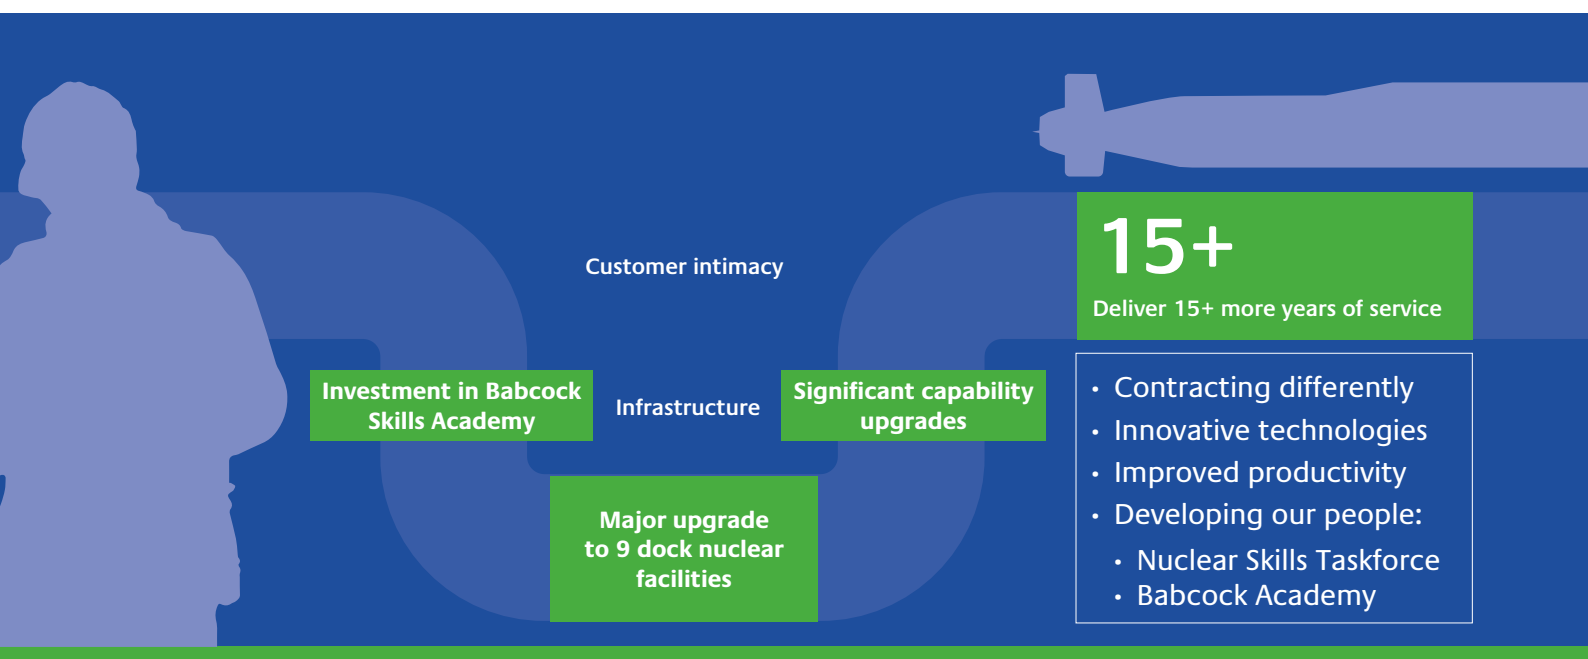 Customer intimacy
Investment in Babcock
Skills Academy
Infrastructure
Significant capability
upgrades
Major upgrade
to 9 dock nuclear
facilities
15+
Deliver 15+ more years of service
• Contracting differently
• Innovative technologies
• Improved productivity
• Developing our people:
• Nuclear Skills Taskforce
• Babcock Academy